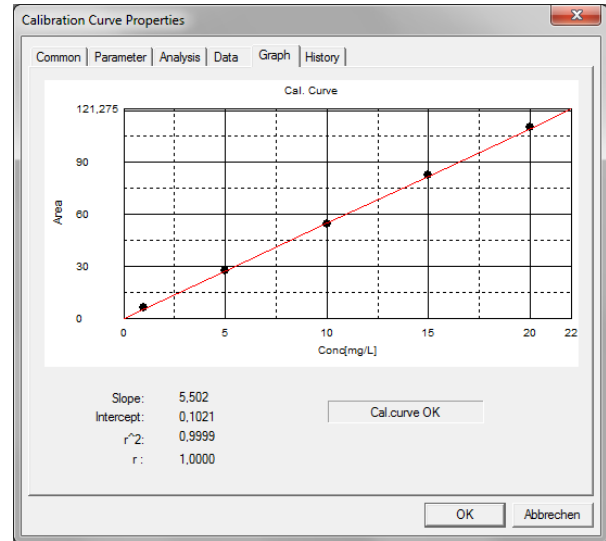 Calibration Curve Properties
Common Parameter Analysis Data Graph History
Cal. Curve
121,275
90
60
30
0
Area
0 5 10 15 20 22
Conc[mg/L]
Slope: 5,502
Intercept: 0,1021
r^2: 0,9999
r : 1,0000
Cal.curve OK
OK Abbrechen